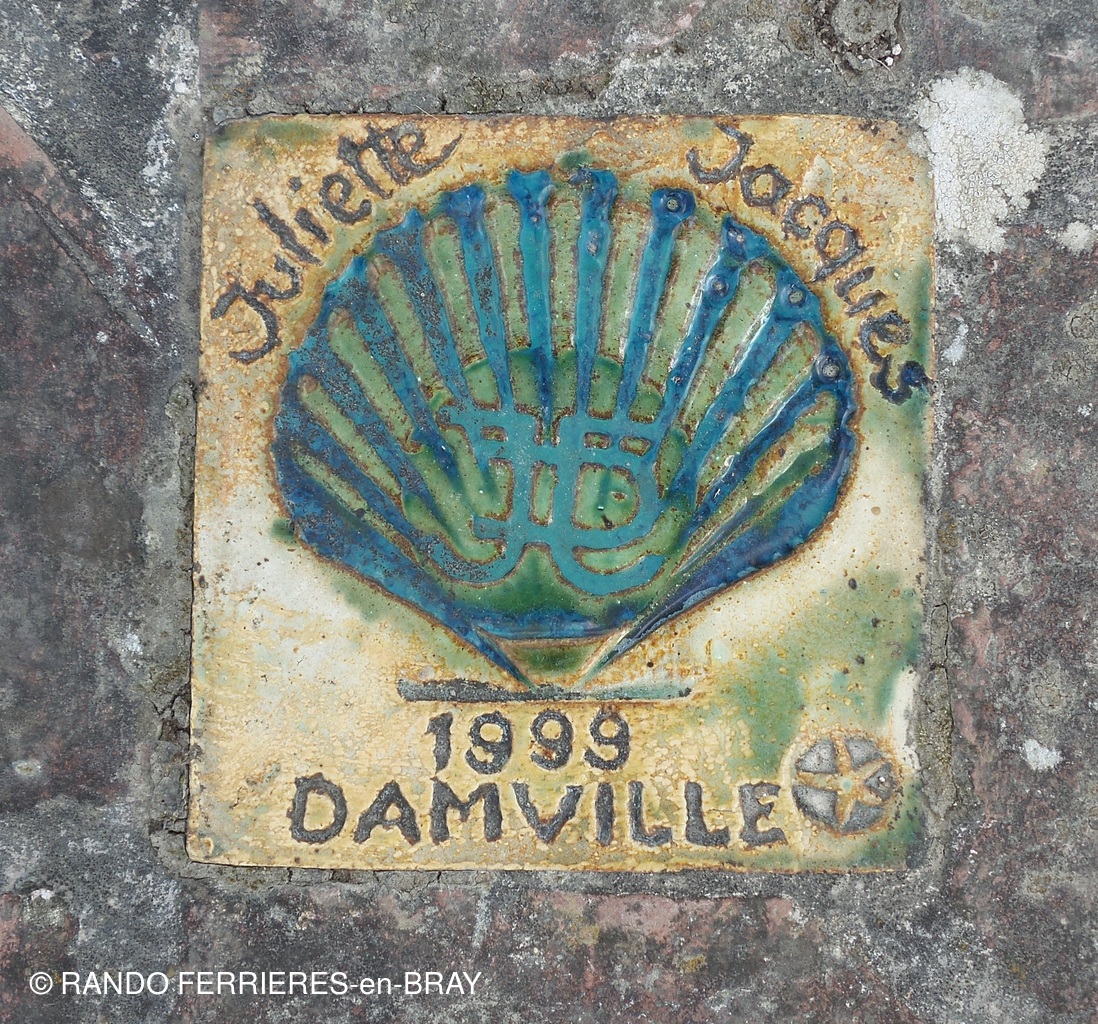 Juliette
Jacques
1999
DAMVILLE
© RANDO FERRIERES-en-BRAY